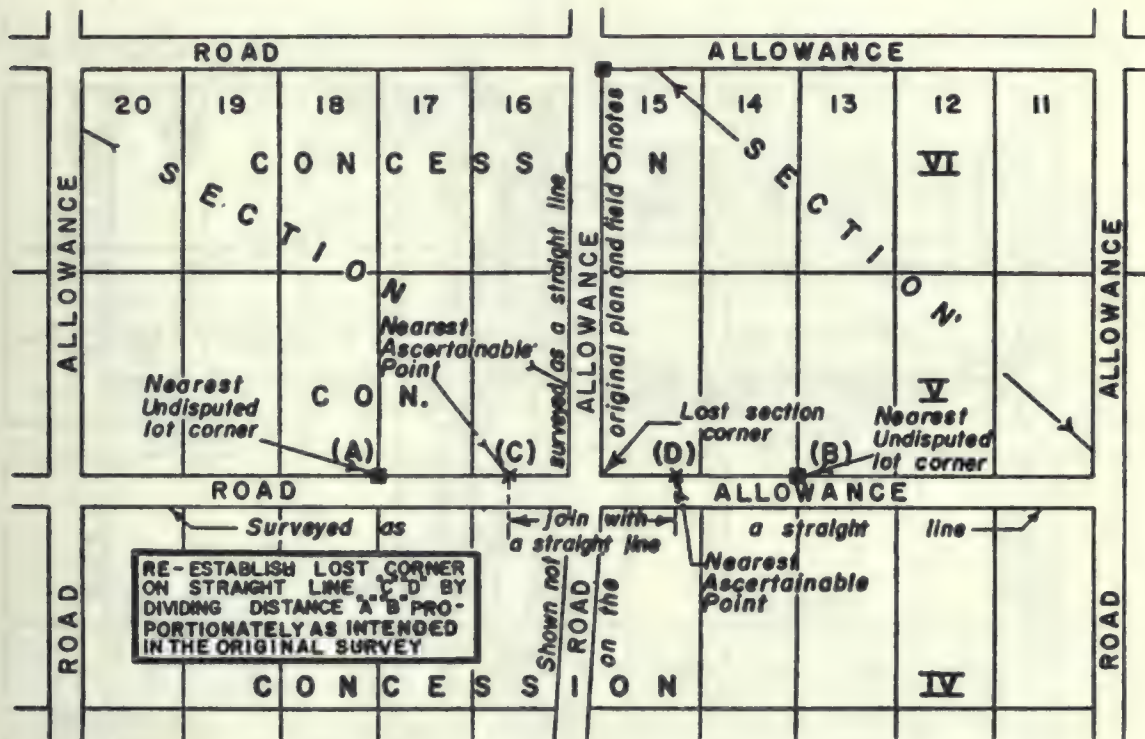 ROAD ALLOWANCE
20 19 18 17 16 15 14 13 12 11
CONCESSION VI
SECTION
SECTION.
ALLOWANCE
ALLOWANCE
ALLOWANCE
Surveyed as a straight line
original plan and field notes
Nearest
Ascertainable
Point
CON. V
Nearest
Undisputed
lot corner
(A)
(C)
Lost section
corner
(D)
(B)
Nearest
Undisputed
lot corner
ROAD ALLOWANCE
Surveyed as a straight line
Join with
a straight line
Nearest
Ascertainable
Point
RE-ESTABLISH LOST CORNER
ON STRAIGHT LINE "C" "D" BY
DIVIDING DISTANCE "A" "B" PRO-
PORTIONATELY AS INTENDED
IN THE ORIGINAL SURVEY
ROAD
Shown not
ROAD
on the
ROAD
CONCESSION IV